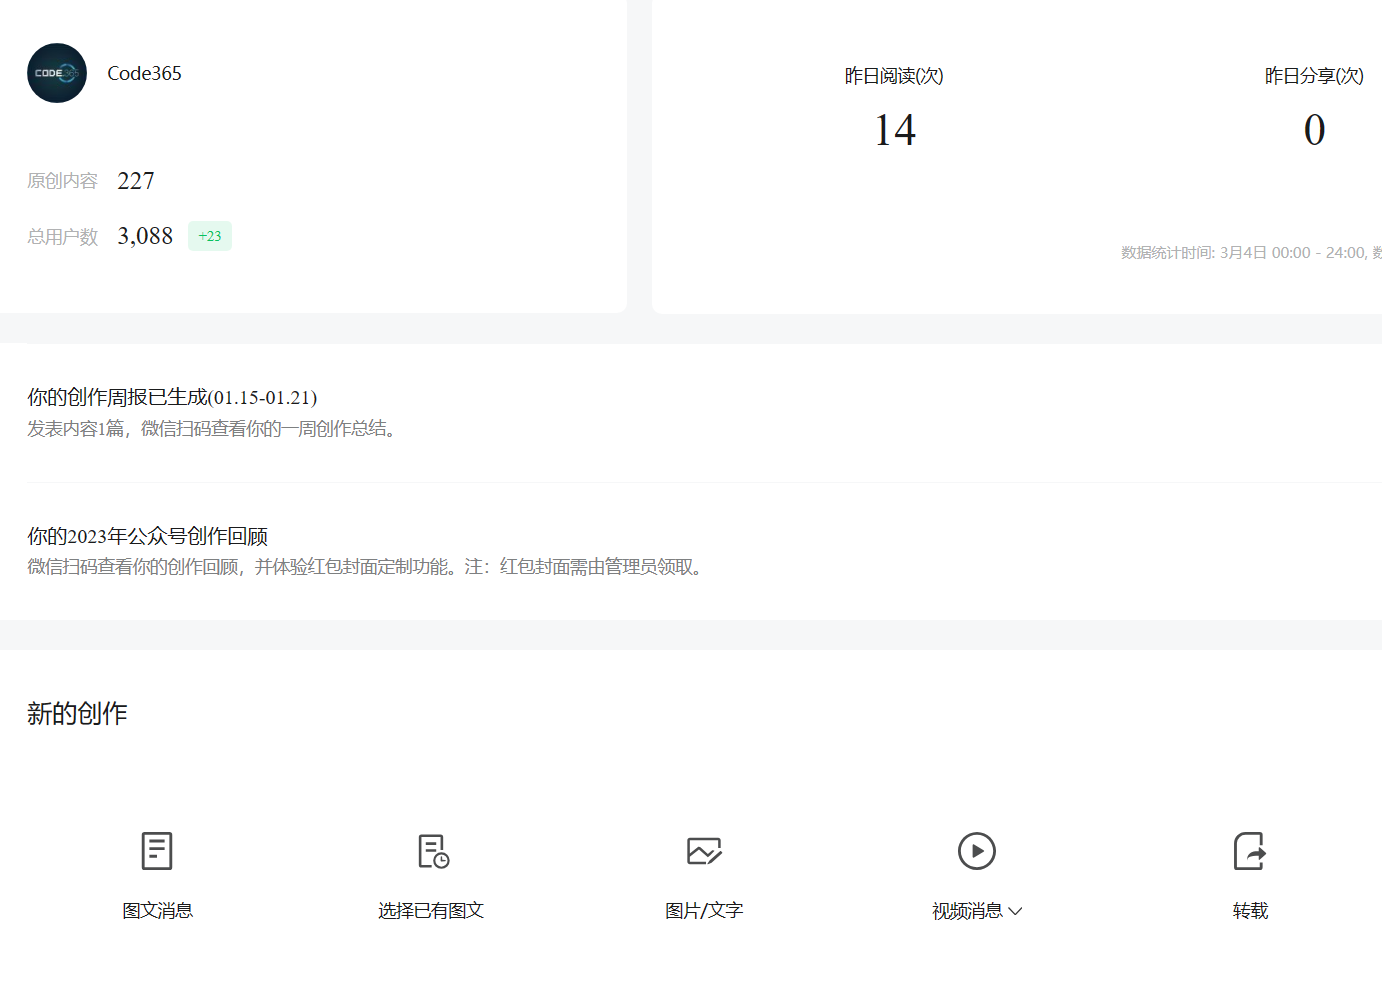 CODE365
Code365
原创内容 227
总用户数 3,088 +23
昨日阅读(次)
14
昨日分享(次)
0
数据统计时间: 3月4日 00:00 - 24:00, 数
你的创作周报已生成(01.15-01.21)
发表内容1篇，微信扫码查看你的一周创作总结。
你的2023年公众号创作回顾
微信扫码查看你的创作回顾，并体验红包封面定制功能。注：红包封面需由管理员领取。
新的创作
图文消息
选择已有图文
图片/文字
视频消息
转载